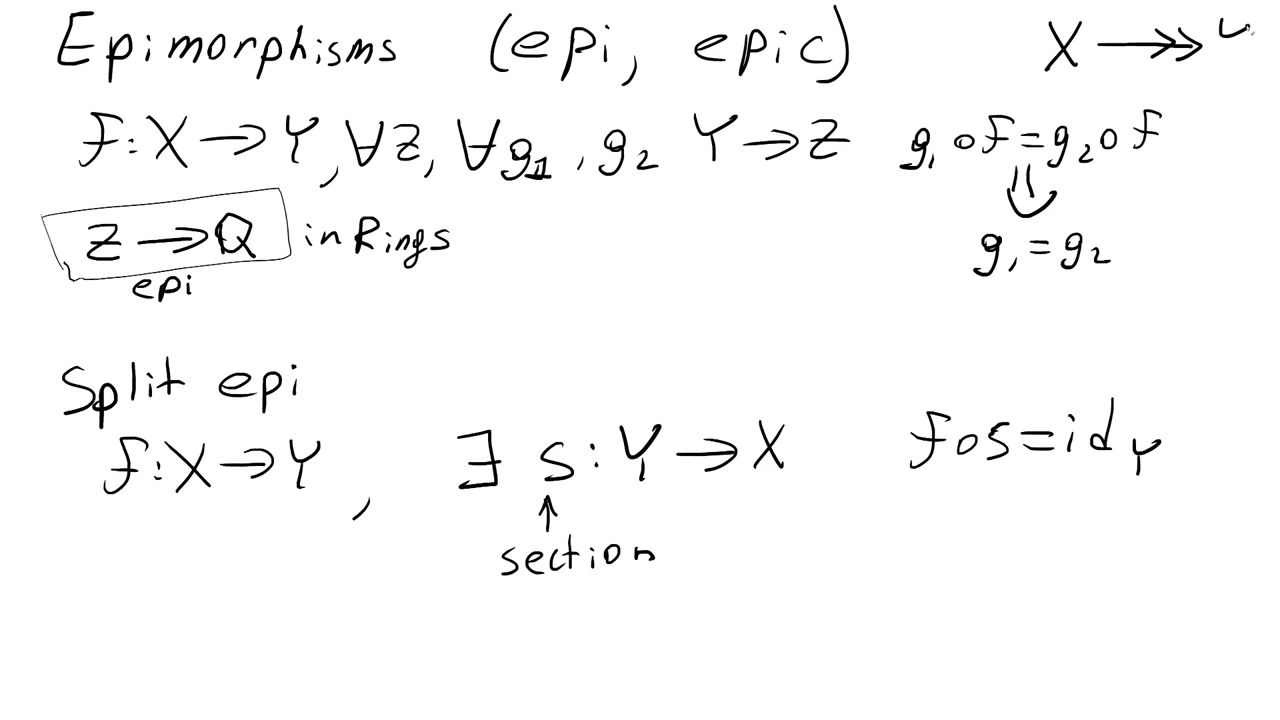 Epimorphisms (epi, epic) X ↠
F: X → Y, ∀Z, ∀g₁, g₂ Y → Z g₁ ∘ F = g₂ ∘ F
⇓
Z → Q in Rings g₁ = g₂
epi
Split epi
F: X → Y, ∃ s: Y → X F∘s = id_Y
↑
section